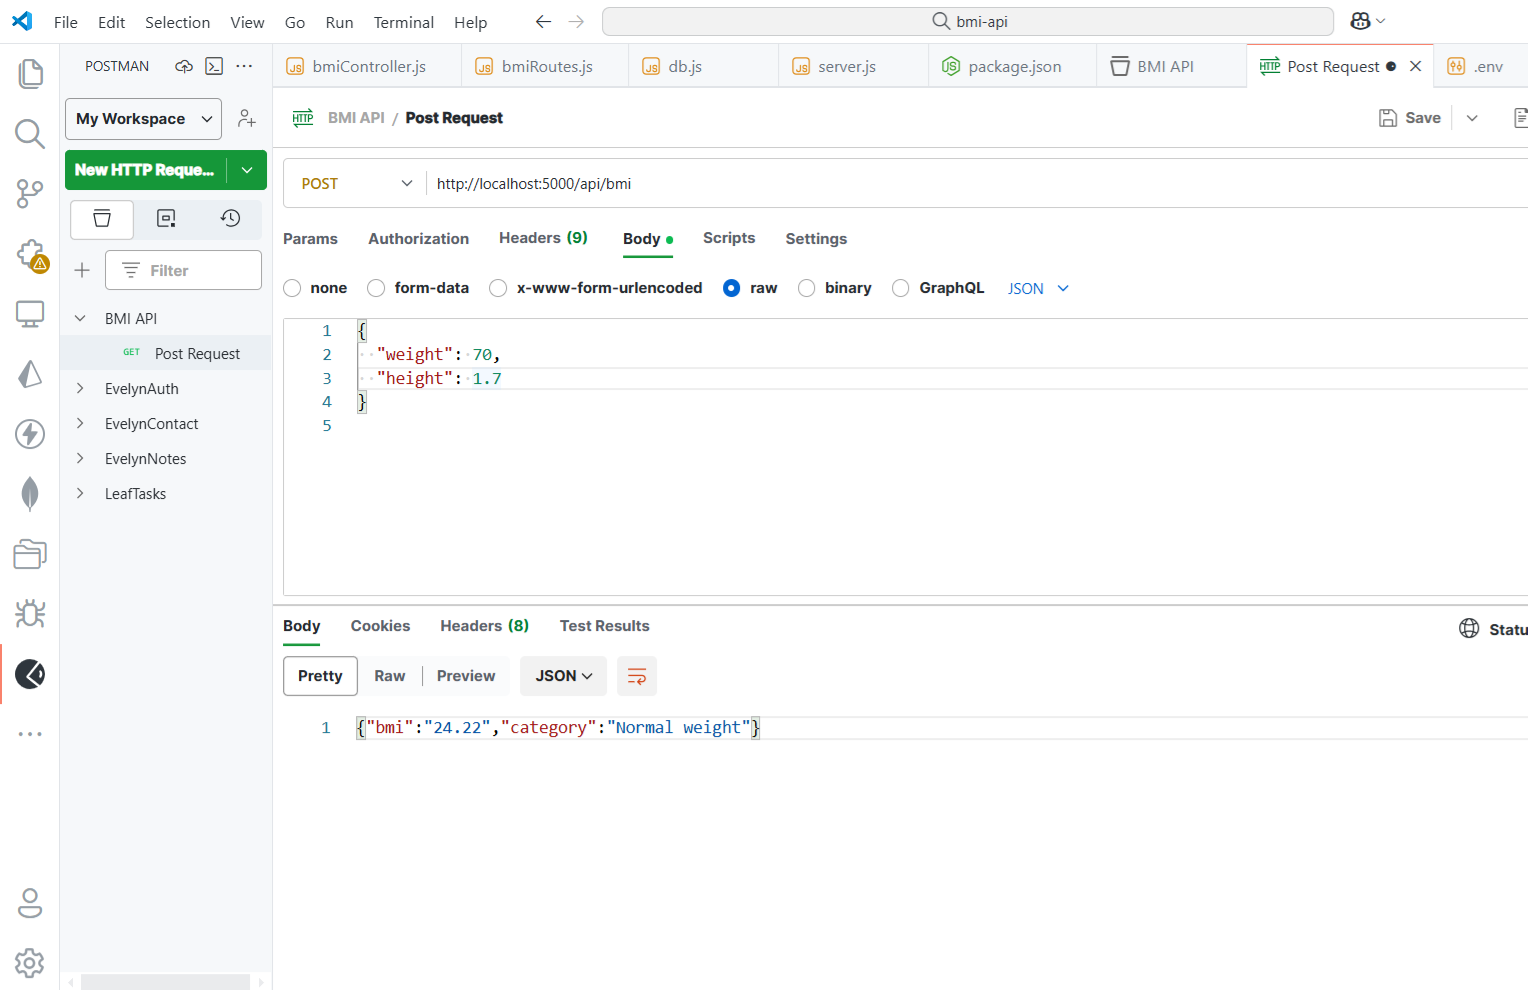 File Edit Selection View Go Run Terminal Help
bmi-api
POSTMAN
JS bmiController.js
JS bmiRoutes.js
JS db.js
JS server.js
JS package.json
BMI API
HTTP Post Request
.env
My Workspace
HTTP BMI API / Post Request
Save
New HTTP Reque...
POST http://localhost:5000/api/bmi
Params Authorization Headers (9) Body Scripts Settings
Filter
none form-data x-www-form-urlencoded raw binary GraphQL JSON
BMI API
GET Post Request
EvelynAuth
EvelynContact
EvelynNotes
LeafTasks
1 {
2 "weight": 70,
3 "height": 1.7
4 }
5
Body Cookies Headers (8) Test Results
Statu
Pretty Raw Preview JSON
1 {"bmi":"24.22","category":"Normal weight"}